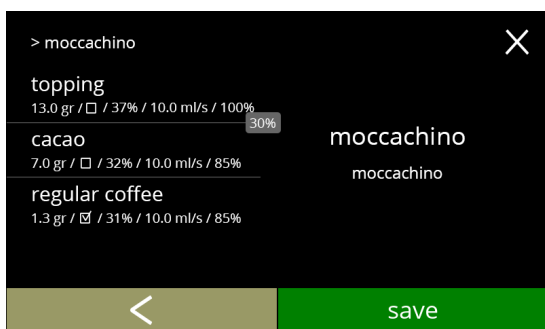 > moccachino
topping
13.0 gr / ☐ / 37% / 10.0 ml/s / 100%
30%
cacao
7.0 gr / ☐ / 32% / 10.0 ml/s / 85%
regular coffee
1.3 gr / ☑ / 31% / 10.0 ml/s / 85%
moccachino
moccachino
save